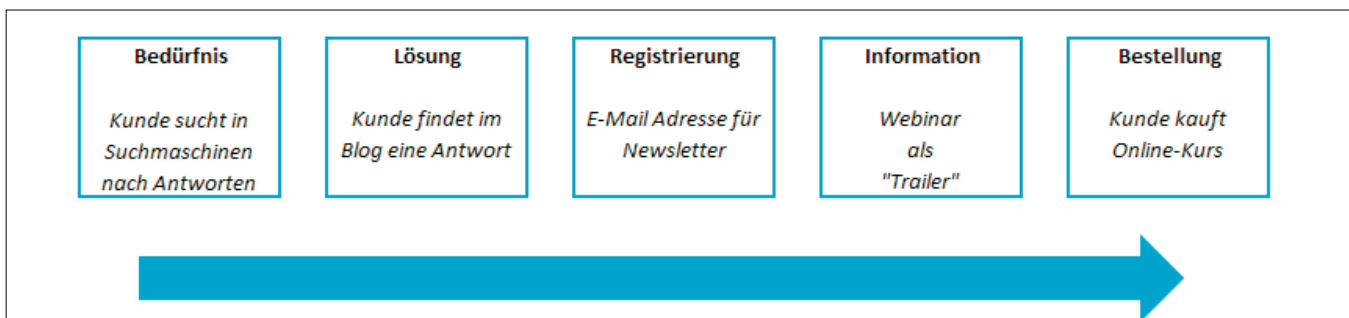 Bedürfnis
Kunde sucht in
Suchmaschinen
nach Antworten
Lösung
Kunde findet im
Blog eine Antwort
Registrierung
E-Mail Adresse für
Newsletter
Information
Webinar
als
"Trailer"
Bestellung
Kunde kauft
Online-Kurs